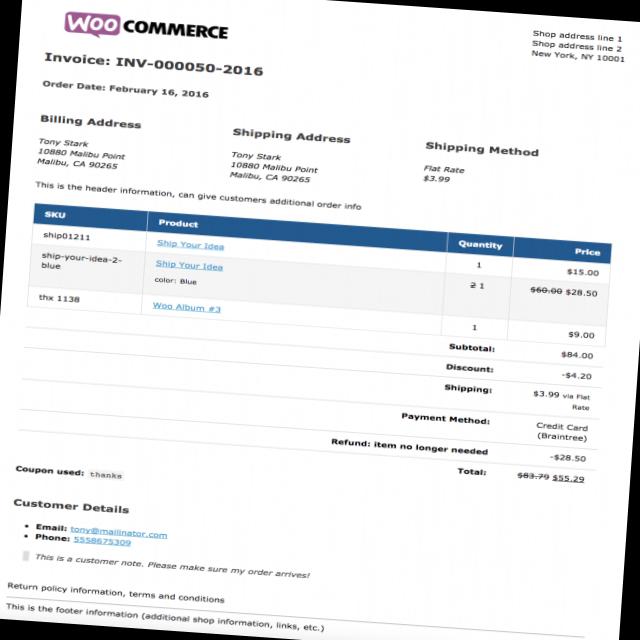 WOO COMMERCE
Shop address line 1
Shop address line 2
New York, NY 10001
Invoice: INV-000050-2016
Order Date: February 16, 2016
Billing Address
Tony Stark
10880 Malibu Point
Malibu, CA 90265
Shipping Address
Tony Stark
10880 Malibu Point
Malibu, CA 90265
Shipping Method
Flat Rate
$3.99
This is the header information, can give customers additional order info
SKU Product Quantity Price
ship01211 Ship Your Idea 1 $15.00
ship-your-idea-2-
blue
Ship Your Idea
color: Blue
2 1 $60.00 $28.50
thx 1138 Woo Album #3 1 $9.00
Subtotal: $84.00
Discount: -$4.20
Shipping: $3.99 via Flat
Rate
Payment Method: Credit Card
(Braintree)
Refund: item no longer needed -$28.50
Total: $83.79 $55.29
Coupon used: thanks
Customer Details
• Email: tony@mailinator.com
• Phone: 5558675309
This is a customer note. Please make sure my order arrives!
Return policy information, terms and conditions
This is the footer information (additional shop information, links, etc.)